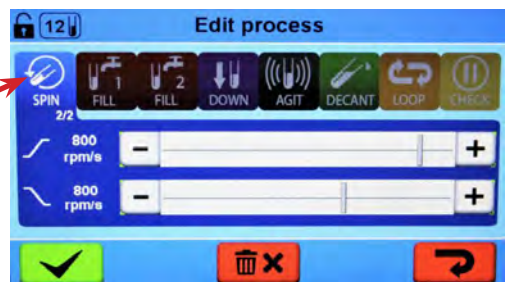 12
Edit process
SPIN
1
FILL
2
FILL
DOWN
AGIT
DECANT
LOOP
CHECK
2/2
800
rpm/s
800
rpm/s